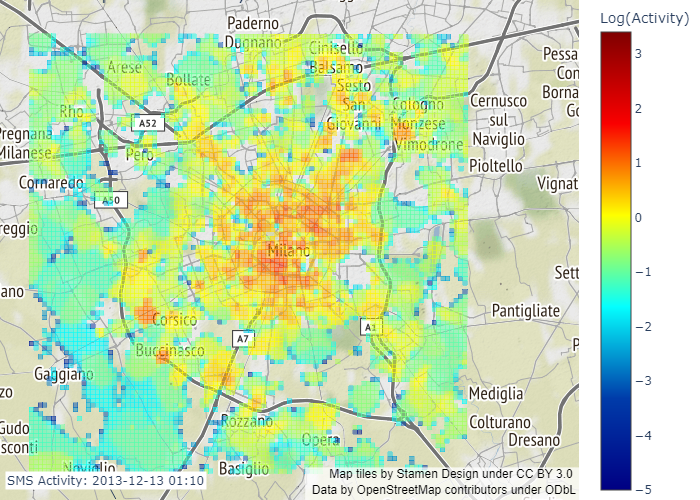 Paderno
Dugnano
Cinisello
Balsamo
Arese
Bollate
Sesto
San
Giovanni
Cologno
Monzese
Vimodrone
Cernusco
sul
Naviglio
Pioltello
Pessa
Con
Borna
Go
Rho
A52
Pregnana
Milanese
Pero
Cornaredo
A50
Vignat
reggio
Milano
Sett
ano
Corsico
Pantigliate
A7
A1
P
Buccinasco
Gaggiano
zo
Mediglia
Rozzano
Colturano
Gudo
sconti
Opera
Dresano
Noviglio
Basiglio
SMS Activity: 2013-12-13 01:10
Map tiles by Stamen Design under CC BY 3.0
Data by OpenStreetMap contributors under ODbL
Log(Activity)
3
2
1
0
−1
−2
−3
−4
−5